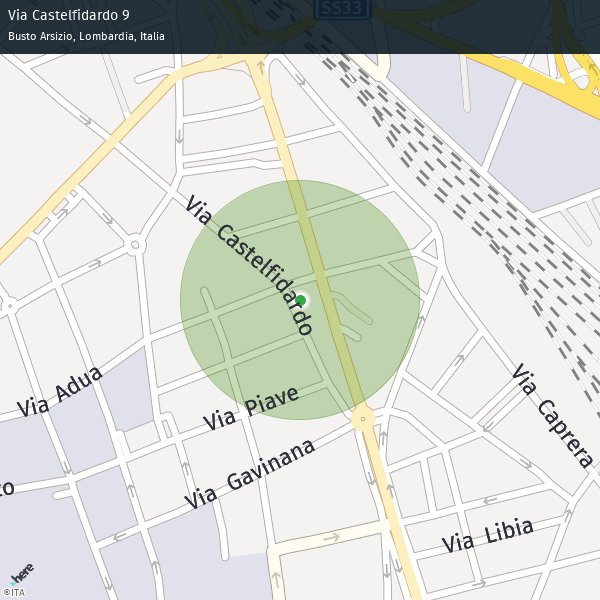 Via Castelfidardo 9
Busto Arsizio, Lombardia, Italia
SS33
Via Castelfidardo
Via Adua
Via Piave
Via Caprera
Via Gavinana
to
Via Libia
here
©ITA